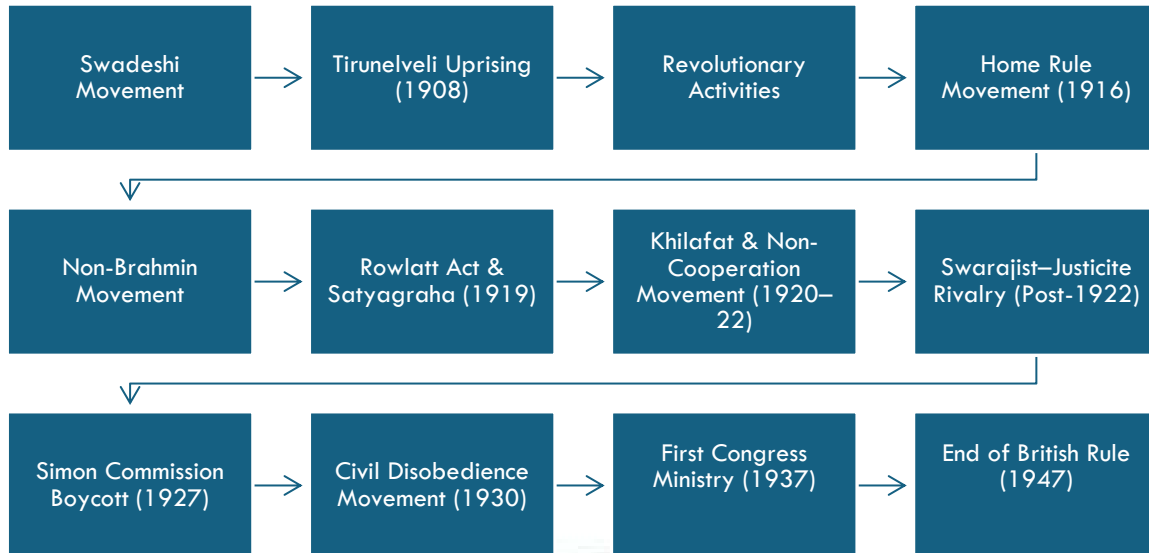 Swadeshi
Movement
Tirunelveli Uprising
(1908)
Revolutionary
Activities
Home Rule
Movement (1916)
Non-Brahmin
Movement
Rowlatt Act &
Satyagraha (1919)
Khilafat & Non-
Cooperation
Movement (1920–
22)
Swarajist–Justicite
Rivalry (Post-1922)
Simon Commission
Boycott (1927)
Civil Disobedience
Movement (1930)
First Congress
Ministry (1937)
End of British Rule
(1947)